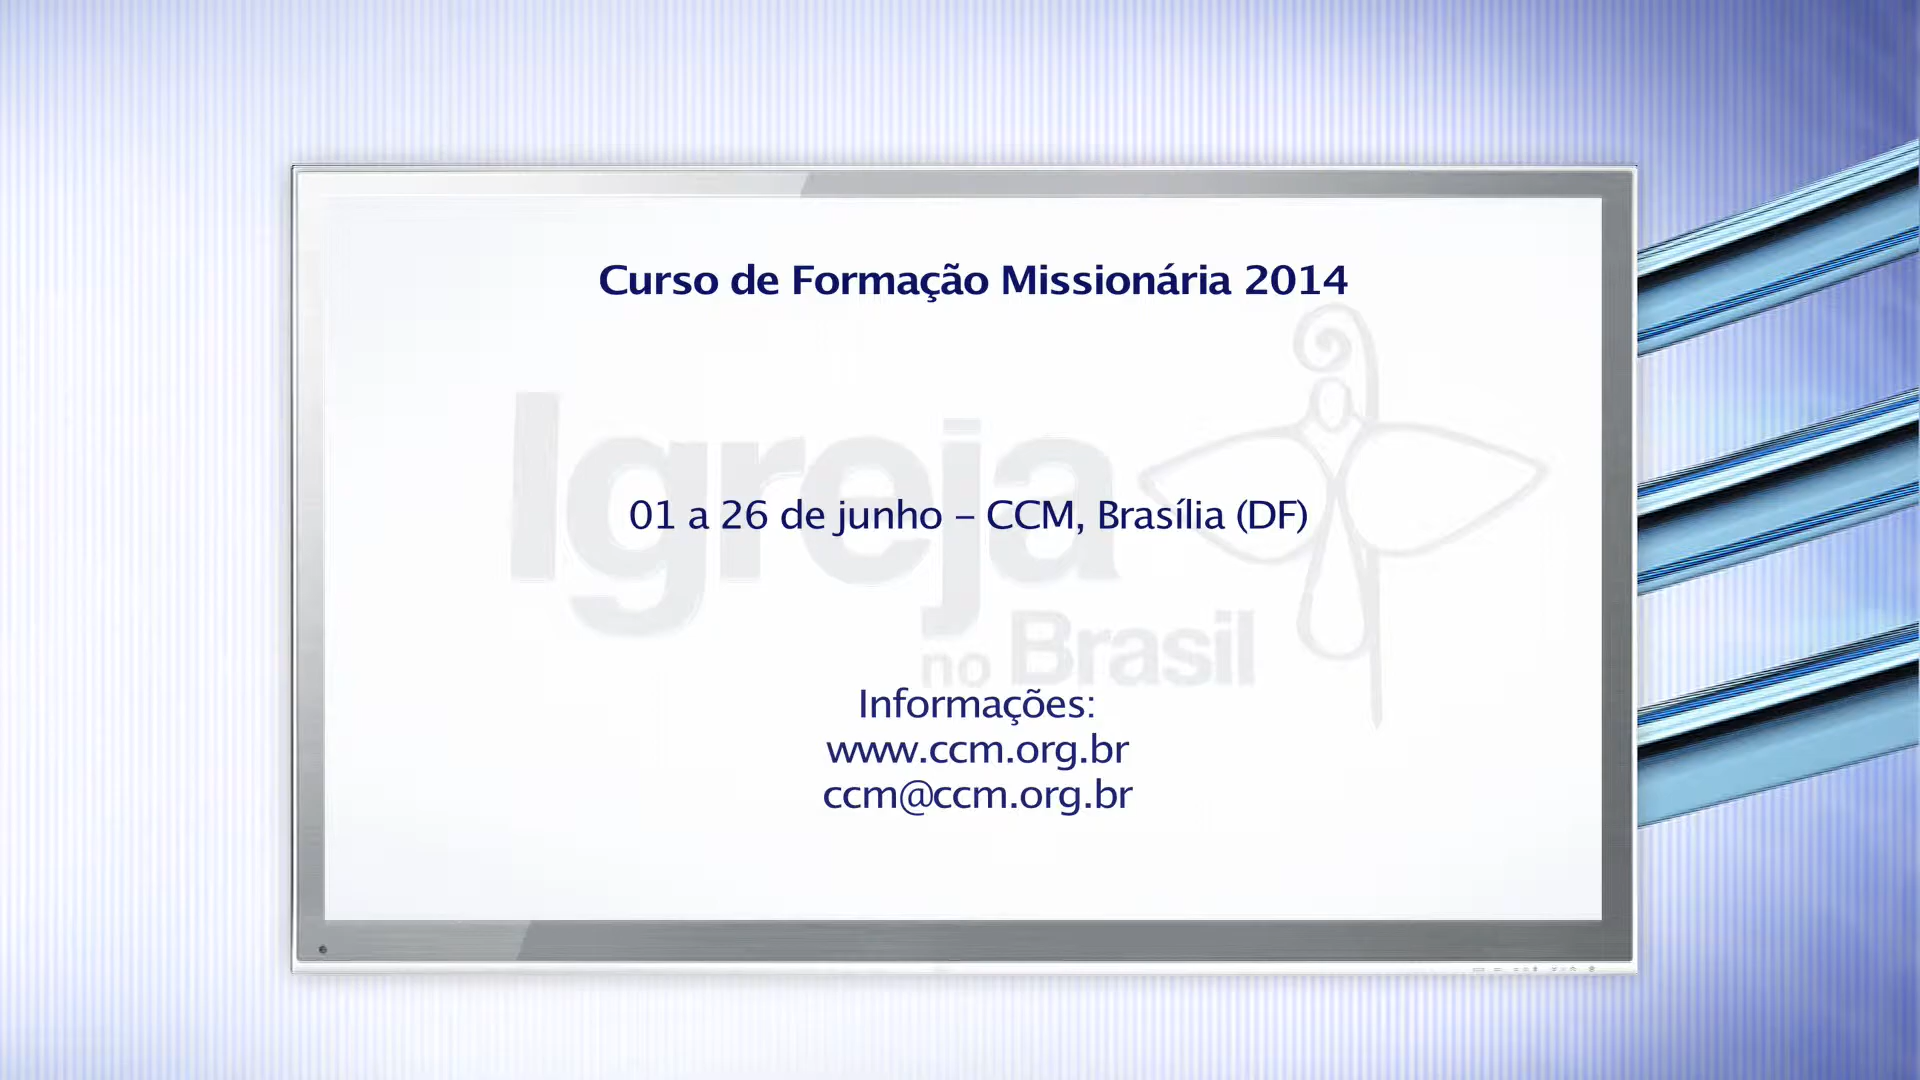 Curso de Formação Missionária 2014
Igreja
01 a 26 de junho – CCM, Brasília (DF)
no Brasil
Informações:
www.ccm.org.br
ccm@ccm.org.br